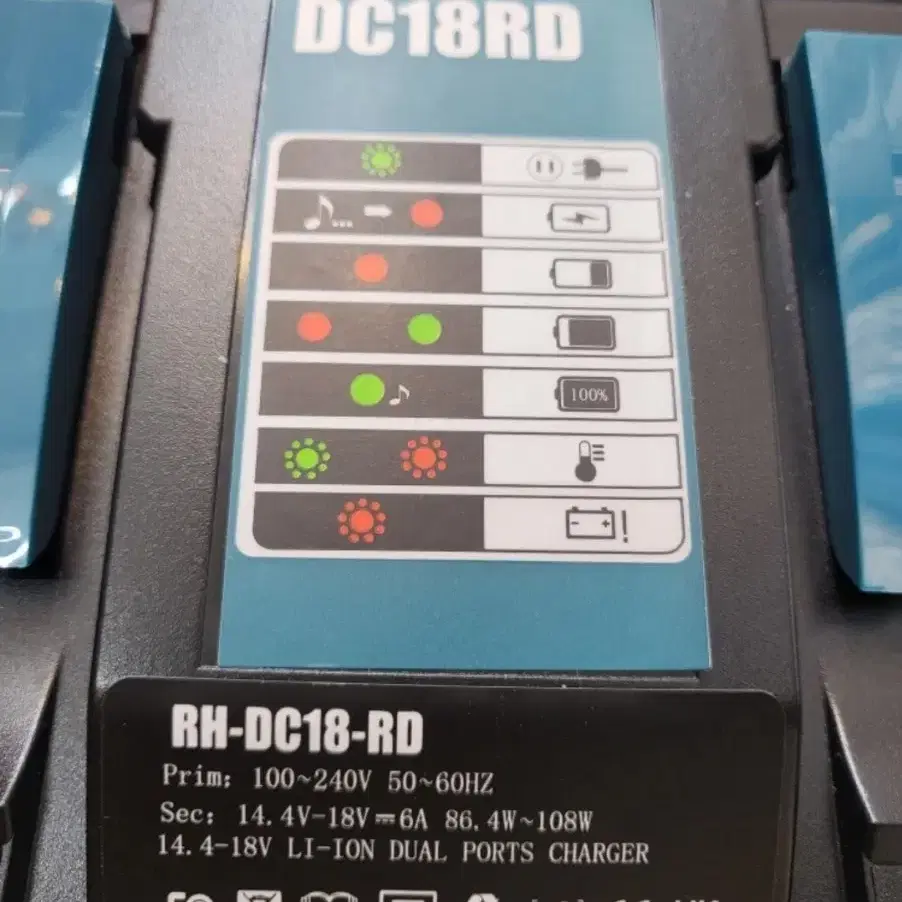 DC18RD
100%
RH-DC18-RD
Prim: 100~240V 50~60HZ
Sec: 14.4V-18V⎓6A 86.4W~108W
14.4-18V LI-ION DUAL PORTS CHARGER